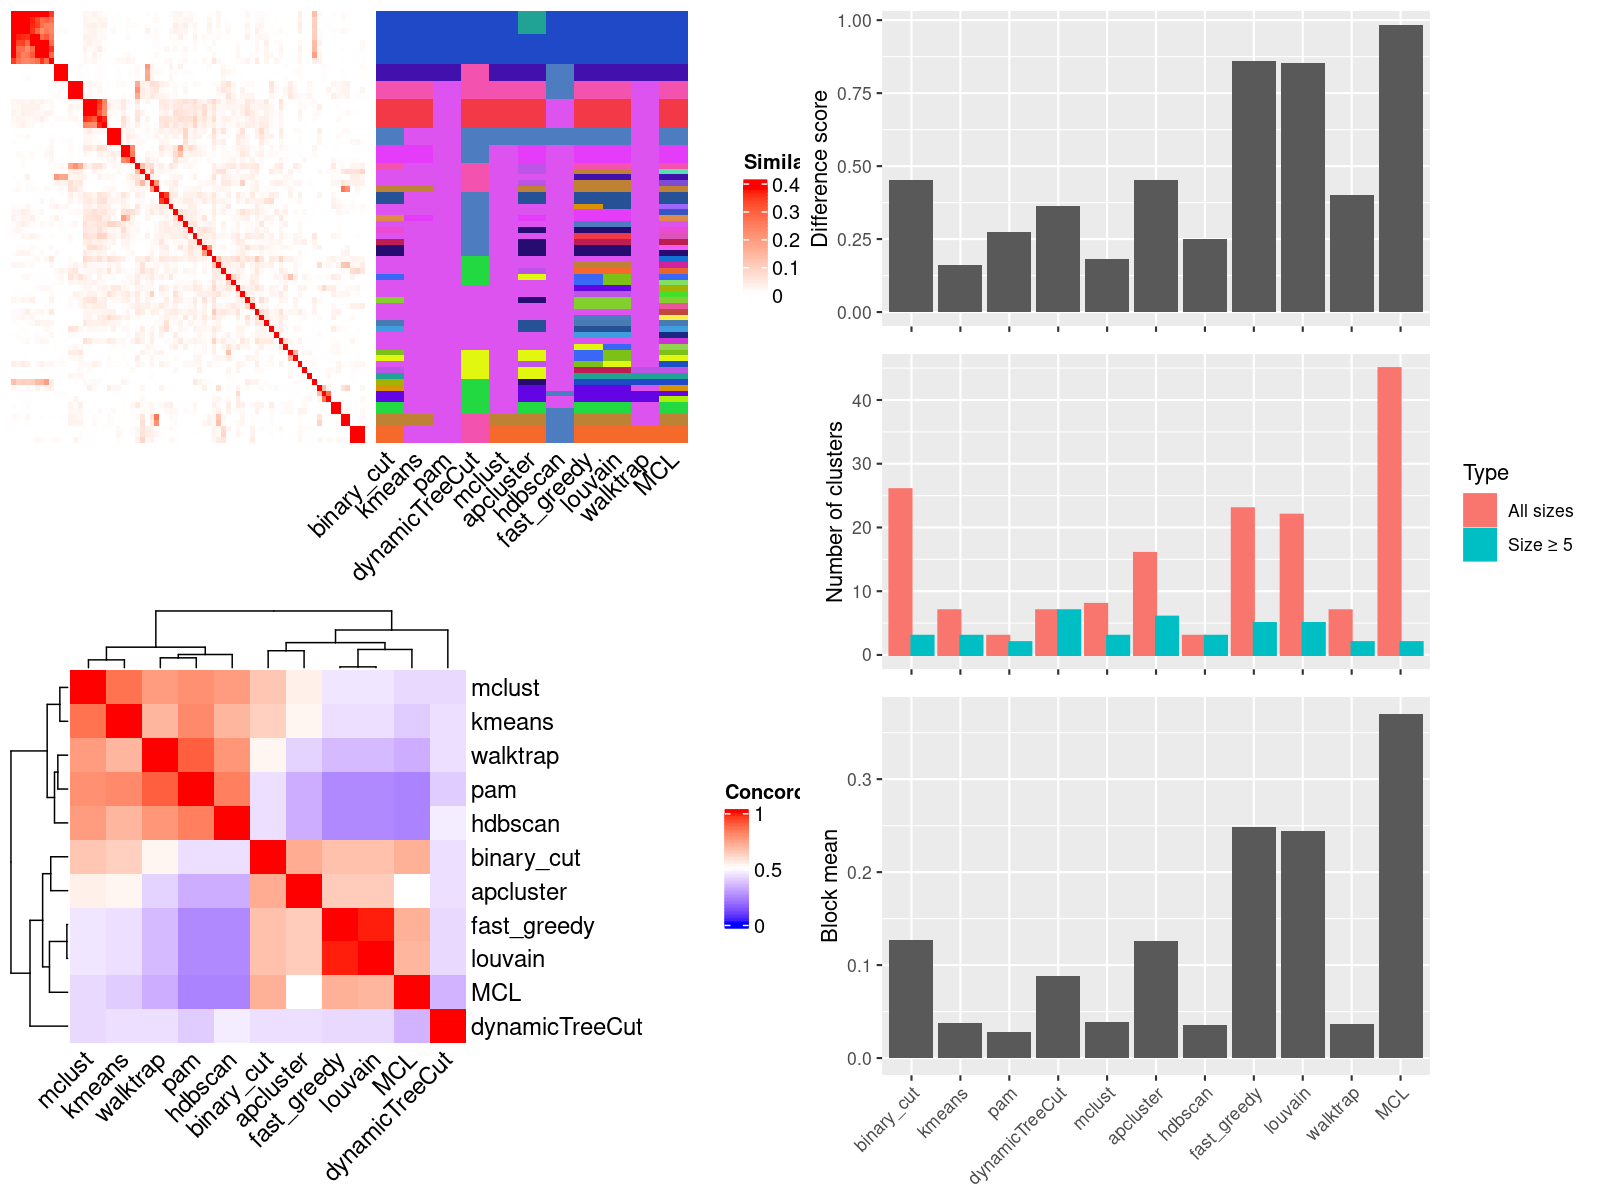 Simila
0.4
0.3
0.2
0.1
0
binary_cut
kmeans
pam
dynamicTreeCut
mclust
apcluster
hdbscan
fast_greedy
louvain
walktrap
MCL
mclust
kmeans
walktrap
pam
hdbscan
binary_cut
apcluster
fast_greedy
louvain
MCL
dynamicTreeCut
mclust
kmeans
walktrap
pam
hdbscan
binary_cut
apcluster
fast_greedy
louvain
MCL
dynamicTreeCut
Concord
1
0.5
0
Difference score
1.00
0.75
0.50
0.25
0.00
Number of clusters
40
30
20
10
0
Type
All sizes
Size ≥ 5
Block mean
0.3
0.2
0.1
0.0
binary_cut
kmeans
pam
dynamicTreeCut
mclust
apcluster
hdbscan
fast_greedy
louvain
walktrap
MCL